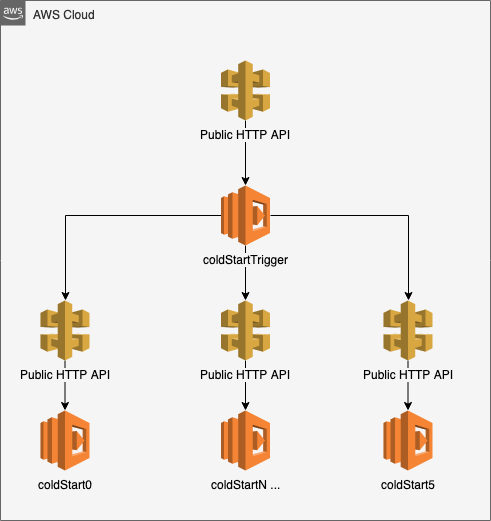 aws
AWS Cloud
Public HTTP API
coldStartTrigger
Public HTTP API
Public HTTP API
Public HTTP API
coldStart0
coldStartN ...
coldStart5